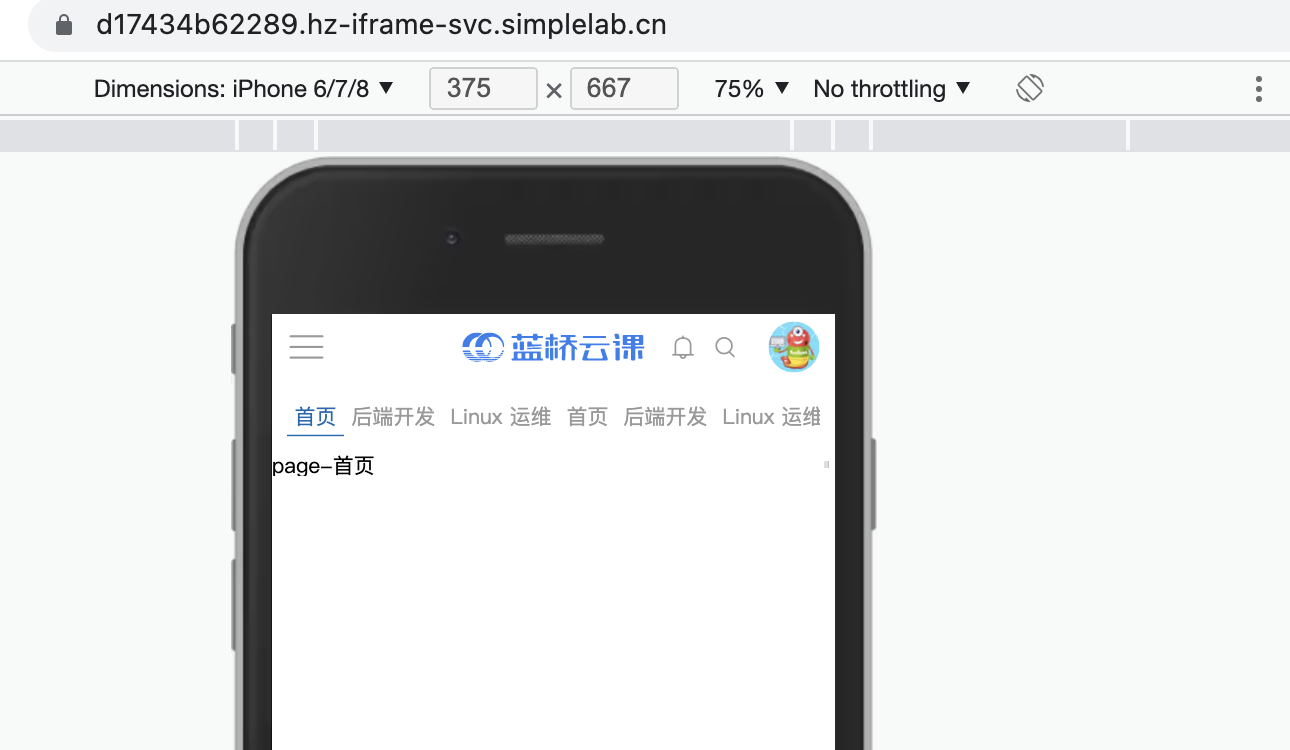 d17434b62289.hz-iframe-svc.simplelab.cn
Dimensions: iPhone 6/7/8 ▼ 375 × 667 75% ▼ No throttling ▼
蓝桥云课
首页 后端开发 Linux 运维 首页 后端开发 Linux 运维
page-首页